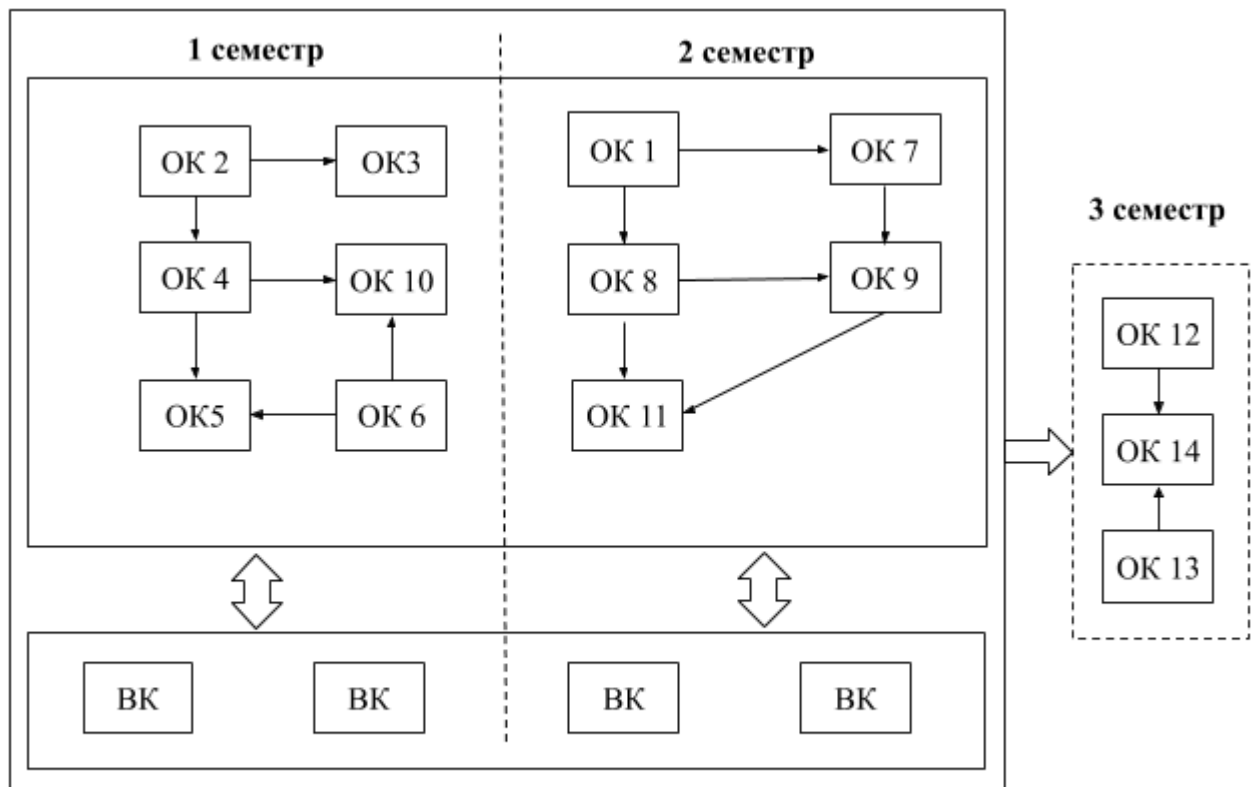 1 семестр
2 семестр
ОК 2
ОК3
ОК 1
ОК 7
3 семестр
ОК 4
ОК 10
ОК 8
ОК 9
ОК 12
ОК5
ОК 6
ОК 11
ОК 14
ОК 13
ВК
ВК
ВК
ВК